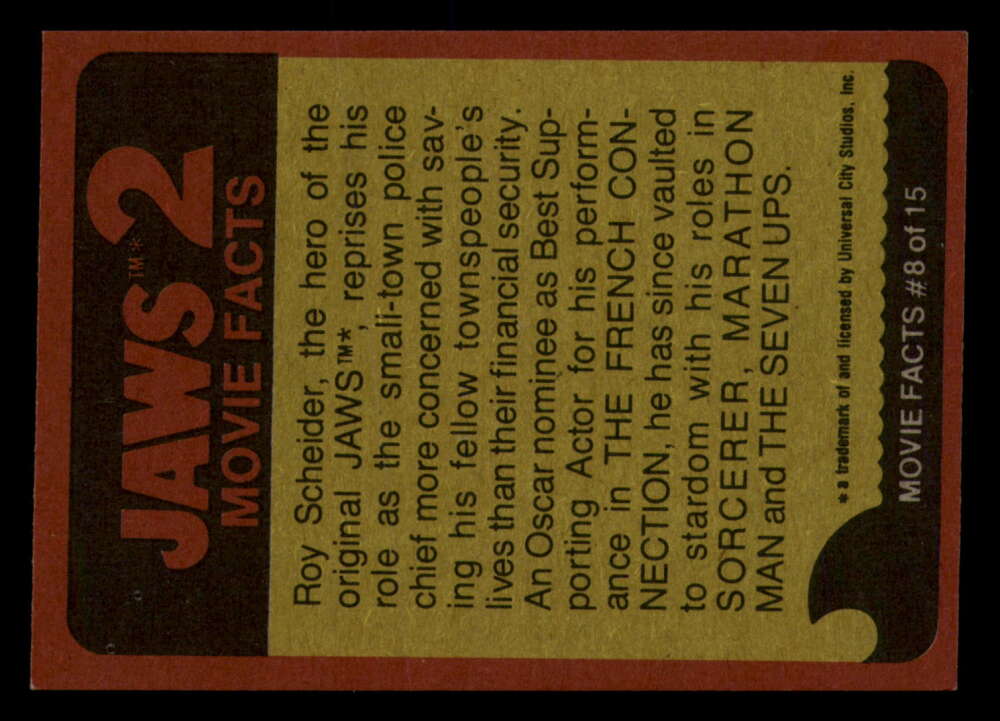 JAWS™* 2
MOVIE FACTS
Roy Scheider, the hero of the
original JAWS™*, reprises his
role as the small-town police
chief more concerned with sav-
ing his fellow townspeople's
lives than their financial security.
An Oscar nominee as Best Sup-
porting Actor for his perform-
ance in THE FRENCH CON-
NECTION, he has since vaulted
to stardom with his roles in
SORCERER, MARATHON
MAN and THE SEVEN UPS.
* a trademark of and licensed by Universal City Studios, Inc.
MOVIE FACTS #8 of 15